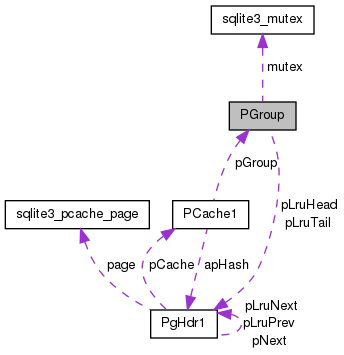 sqlite3_mutex
mutex
PGroup
pGroup
pLruHead
pLruTail
sqlite3_pcache_page
PCache1
page
pCache
apHash
pLruNext
pLruPrev
pNext
PgHdr1